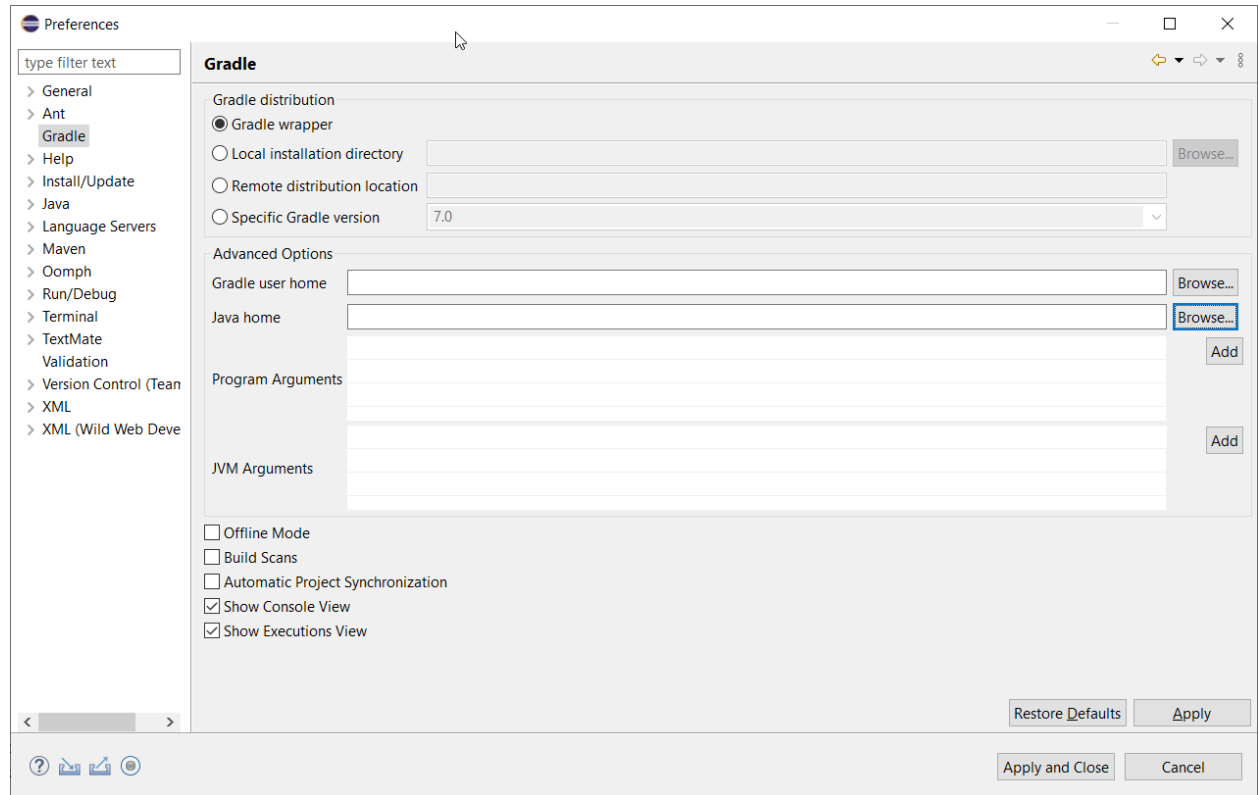 Preferences
type filter text
General
Ant
Gradle
Help
Install/Update
Java
Language Servers
Maven
Oomph
Run/Debug
Terminal
TextMate
Validation
Version Control (Team
XML
XML (Wild Web Deve
Gradle
Gradle distribution
Gradle wrapper
Local installation directory Browse...
Remote distribution location
Specific Gradle version 7.0
Advanced Options
Gradle user home Browse...
Java home Browse...
Add
Program Arguments
Add
JVM Arguments
Offline Mode
Build Scans
Automatic Project Synchronization
Show Console View
Show Executions View
Restore Defaults Apply
? Apply and Close Cancel